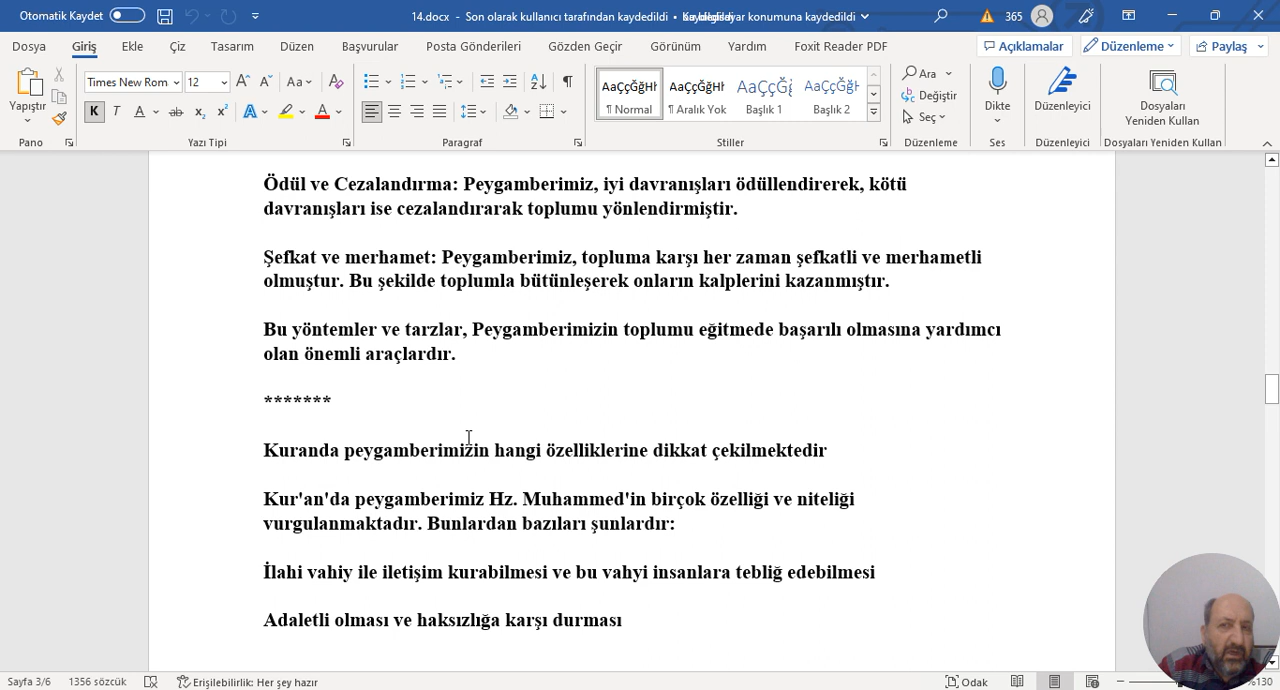 Otomatik Kaydet
14.docx - Son olarak kullanıcı tarafından kaydedildi • konumuna kaydedildi
365
Dosya Giriş Ekle Çiz Tasarım Düzen Başvurular Posta Gönderileri Gözden Geçir Görünüm Yardım Foxit Reader PDF Açıklamalar Düzenleme Paylaş
Yapıştır
Times New Rom 12
K T A ab x₂ x² A A
AaÇçĞğHł AaÇçĞğHł AaÇçĞğ AaÇçĞğH
¶ Normal ¶ Aralık Yok Başlık 1 Başlık 2
Ara
Değiştir
Seç
Dikte
Düzenleyici
Dosyaları
Yeniden Kullan
Pano Yazı Tipi Paragraf Stiller Düzenleme Ses Düzenleyici Dosyaları Yeniden Kullan
Ödül ve Cezalandırma: Peygamberimiz, iyi davranışları ödüllendirerek, kötü
davranışları ise cezalandırarak toplumu yönlendirmiştir.
Şefkat ve merhamet: Peygamberimiz, topluma karşı her zaman şefkatli ve merhametli
olmuştur. Bu şekilde toplumla bütünleşerek onların kalplerini kazanmıştır.
Bu yöntemler ve tarzlar, Peygamberimizin toplumu eğitmede başarılı olmasına yardımcı
olan önemli araçlardır.
*******
Kuranda peygamberimizin hangi özelliklerine dikkat çekilmektedir
Kur'an'da peygamberimiz Hz. Muhammed'in birçok özelliği ve niteliği
vurgulanmaktadır. Bunlardan bazıları şunlardır:
İlahi vahiy ile iletişim kurabilmesi ve bu vahyi insanlara tebliğ edebilmesi
Adaletli olması ve haksızlığa karşı durması
Sayfa 3/6 1356 sözcük Erişilebilirlik: Her şey hazır Odak %130